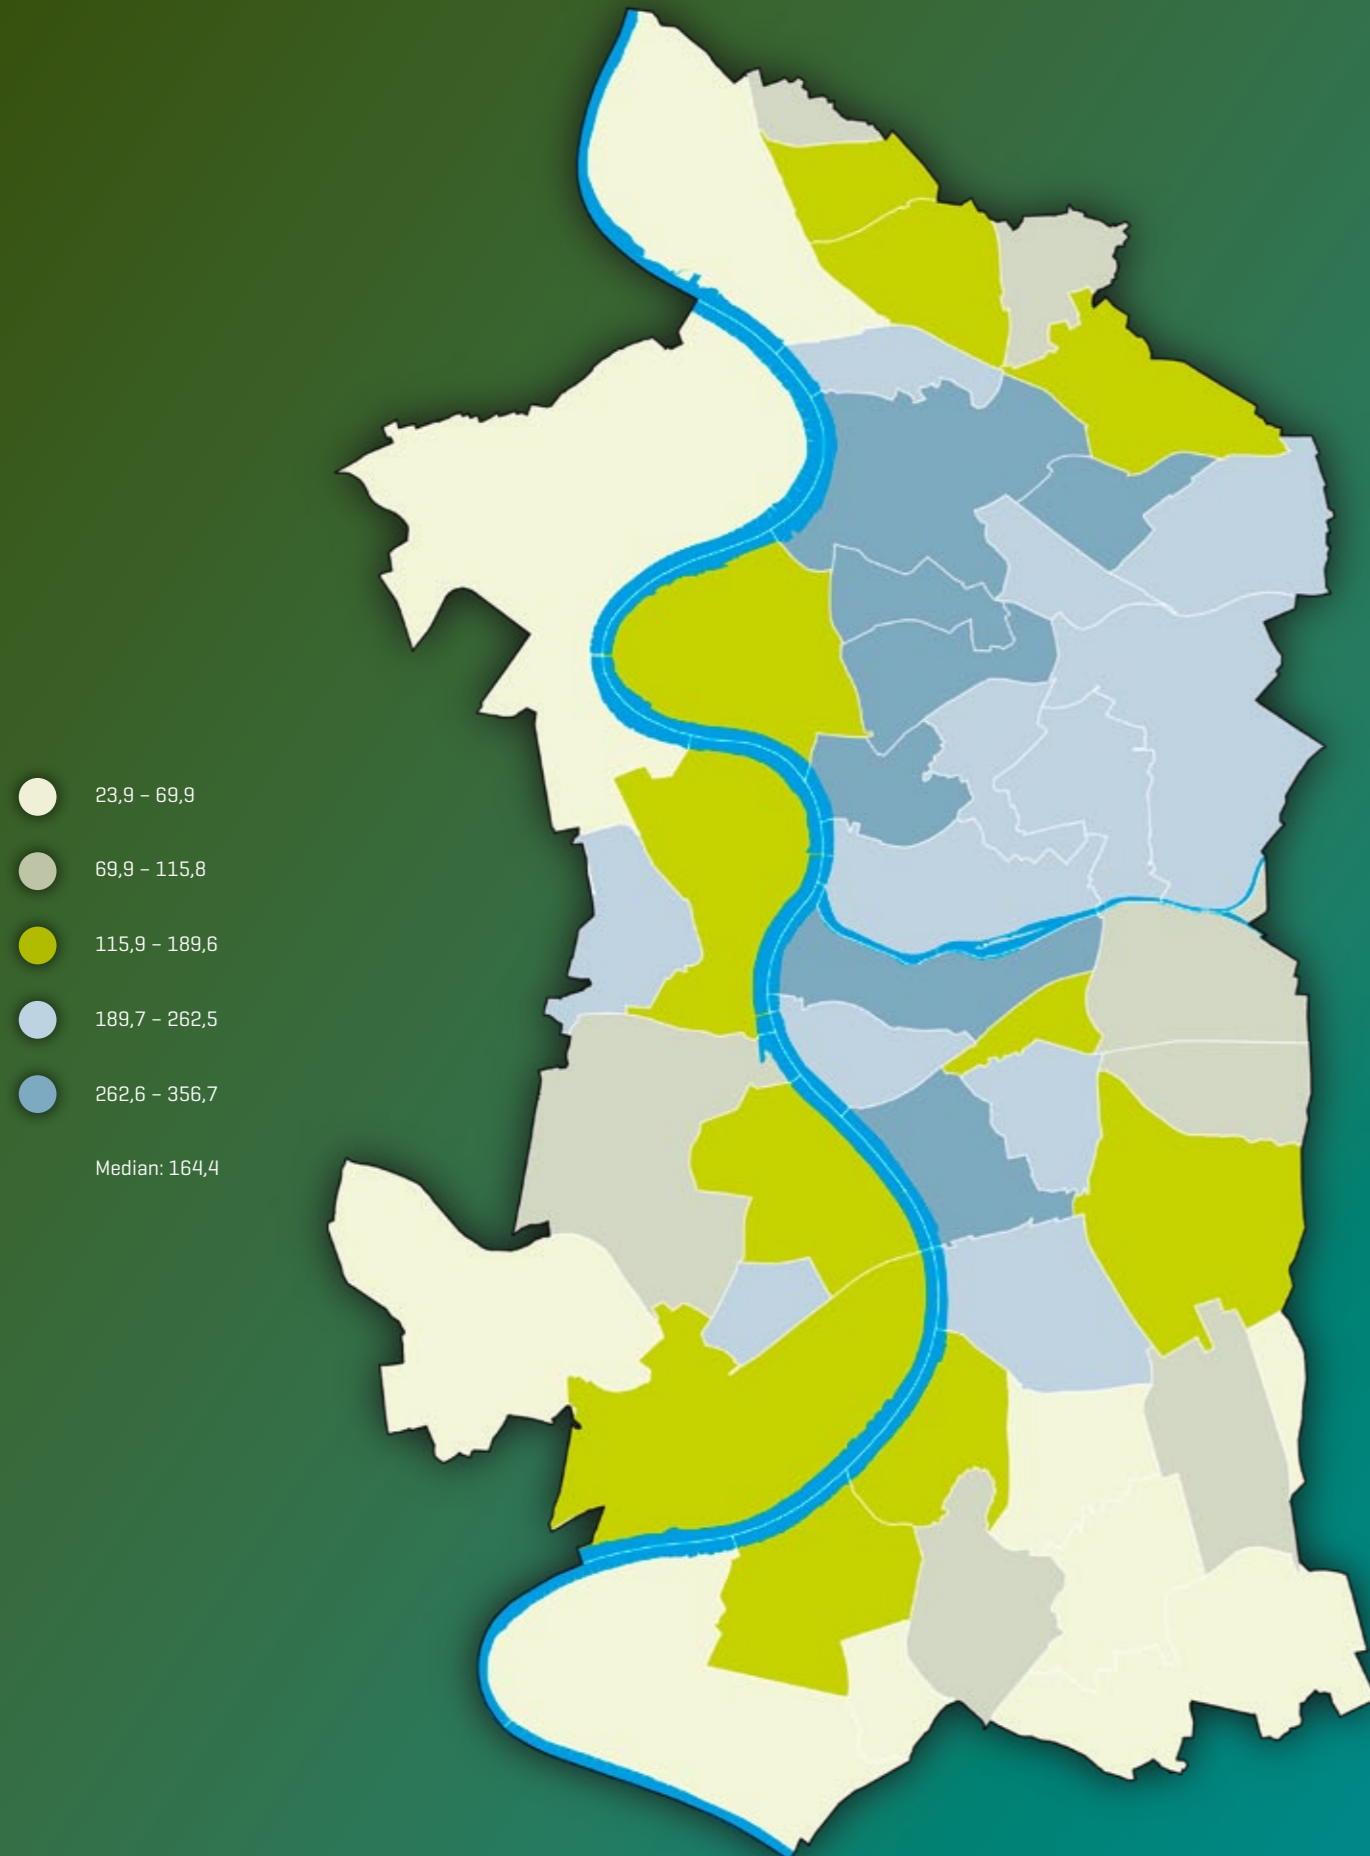 23,9 – 69,9
69,9 – 115,8
115,9 – 189,6
189,7 – 262,5
262,6 – 356,7
Median: 164,4